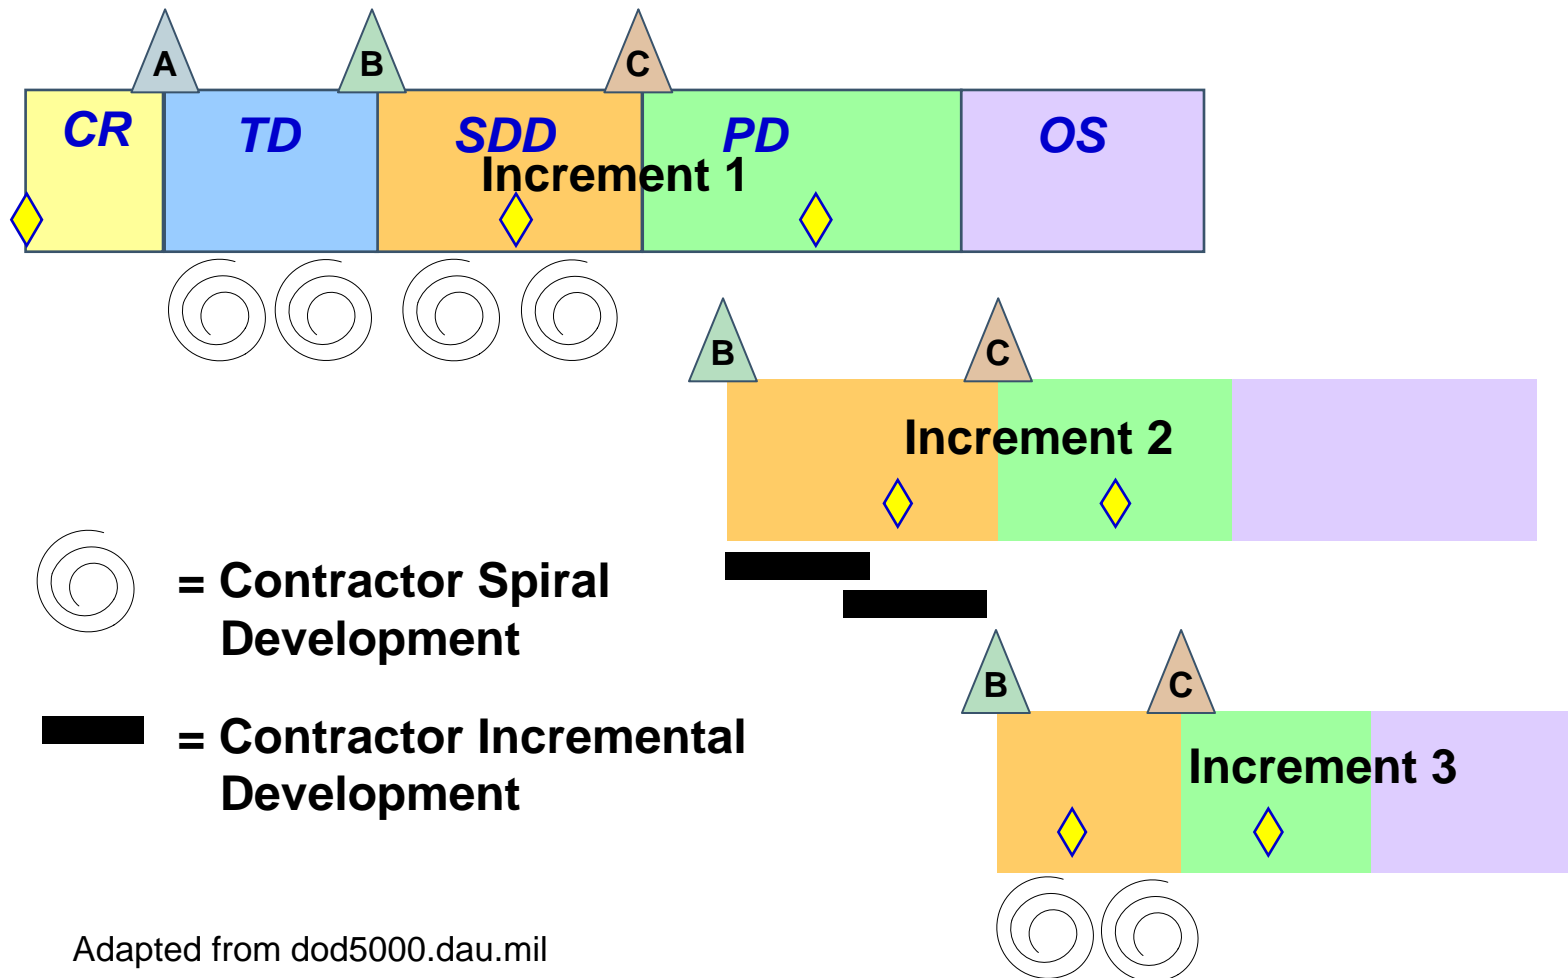 A B C
CR TD SDD PD OS
Increment 1
B C
Increment 2
= Contractor Spiral
Development
B C
= Contractor Incremental
Development
Increment 3
Adapted from dod5000.dau.mil